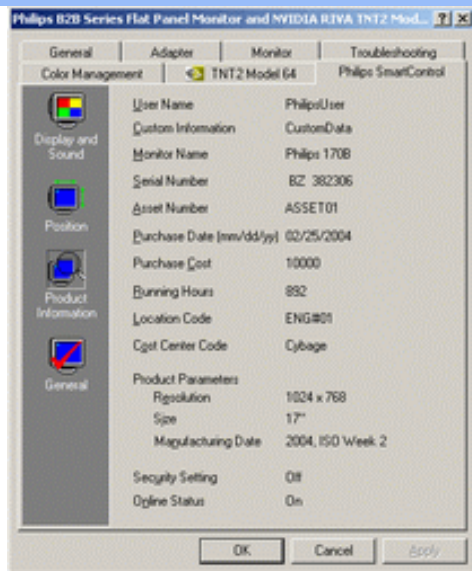 Philips B2B Series Flat Panel Monitor and NVIDIA RIVA TNT2 Mod...
General Adapter Monitor Troubleshooting
Color Management TNT2 Model 64 Philips SmartControl
Display and Sound
Position
Product Information
General
User Name PhilipsUser
Custom Information CustomData
Monitor Name Philips 170B
Serial Number BZ 382306
Asset Number ASSET01
Purchase Date (mm/dd/yy) 02/25/2004
Purchase Cost 10000
Running Hours 892
Location Code ENG#01
Cost Center Code Cybage
Product Parameters
Resolution 1024 x 768
Size 17"
Manufacturing Date 2004, ISO Week 2
Security Setting Off
Online Status On
OK Cancel Apply